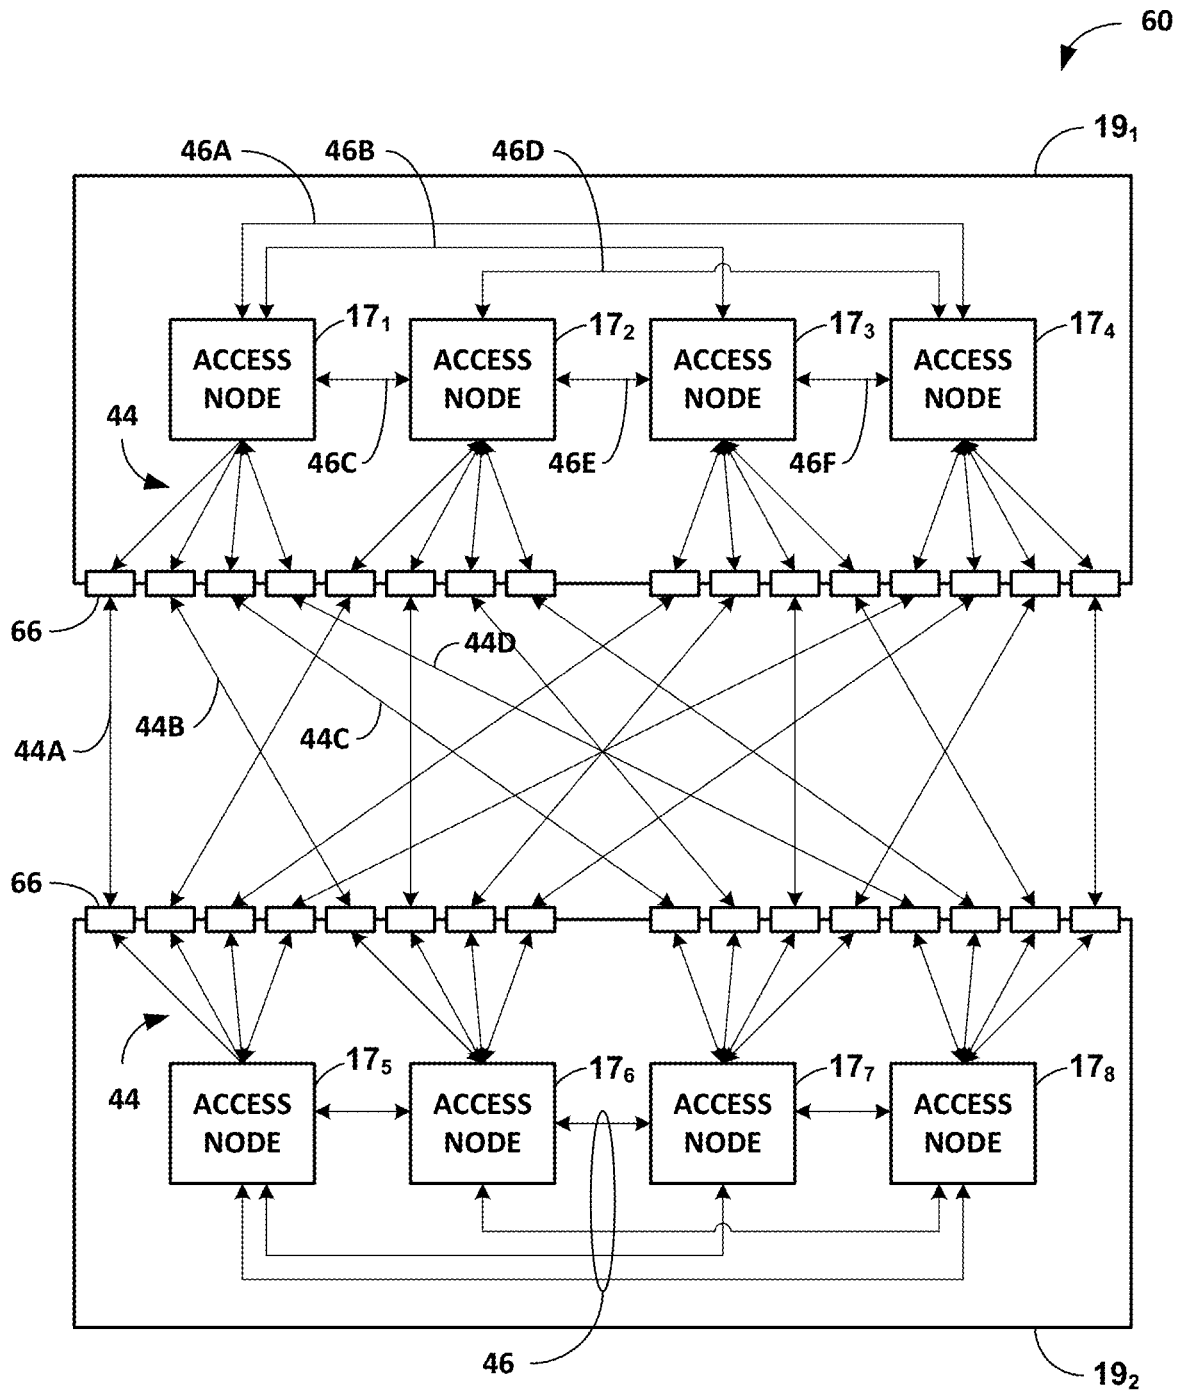 60
19₁
46A 46B 46D
17₁ 17₂ 17₃ 17₄
ACCESS NODE
ACCESS NODE
ACCESS NODE
ACCESS NODE
44
46C 46E 46F
66
44D
44B 44C
44A
66
44
17₅ 17₆ 17₇ 17₈
ACCESS NODE
ACCESS NODE
ACCESS NODE
ACCESS NODE
46
19₂